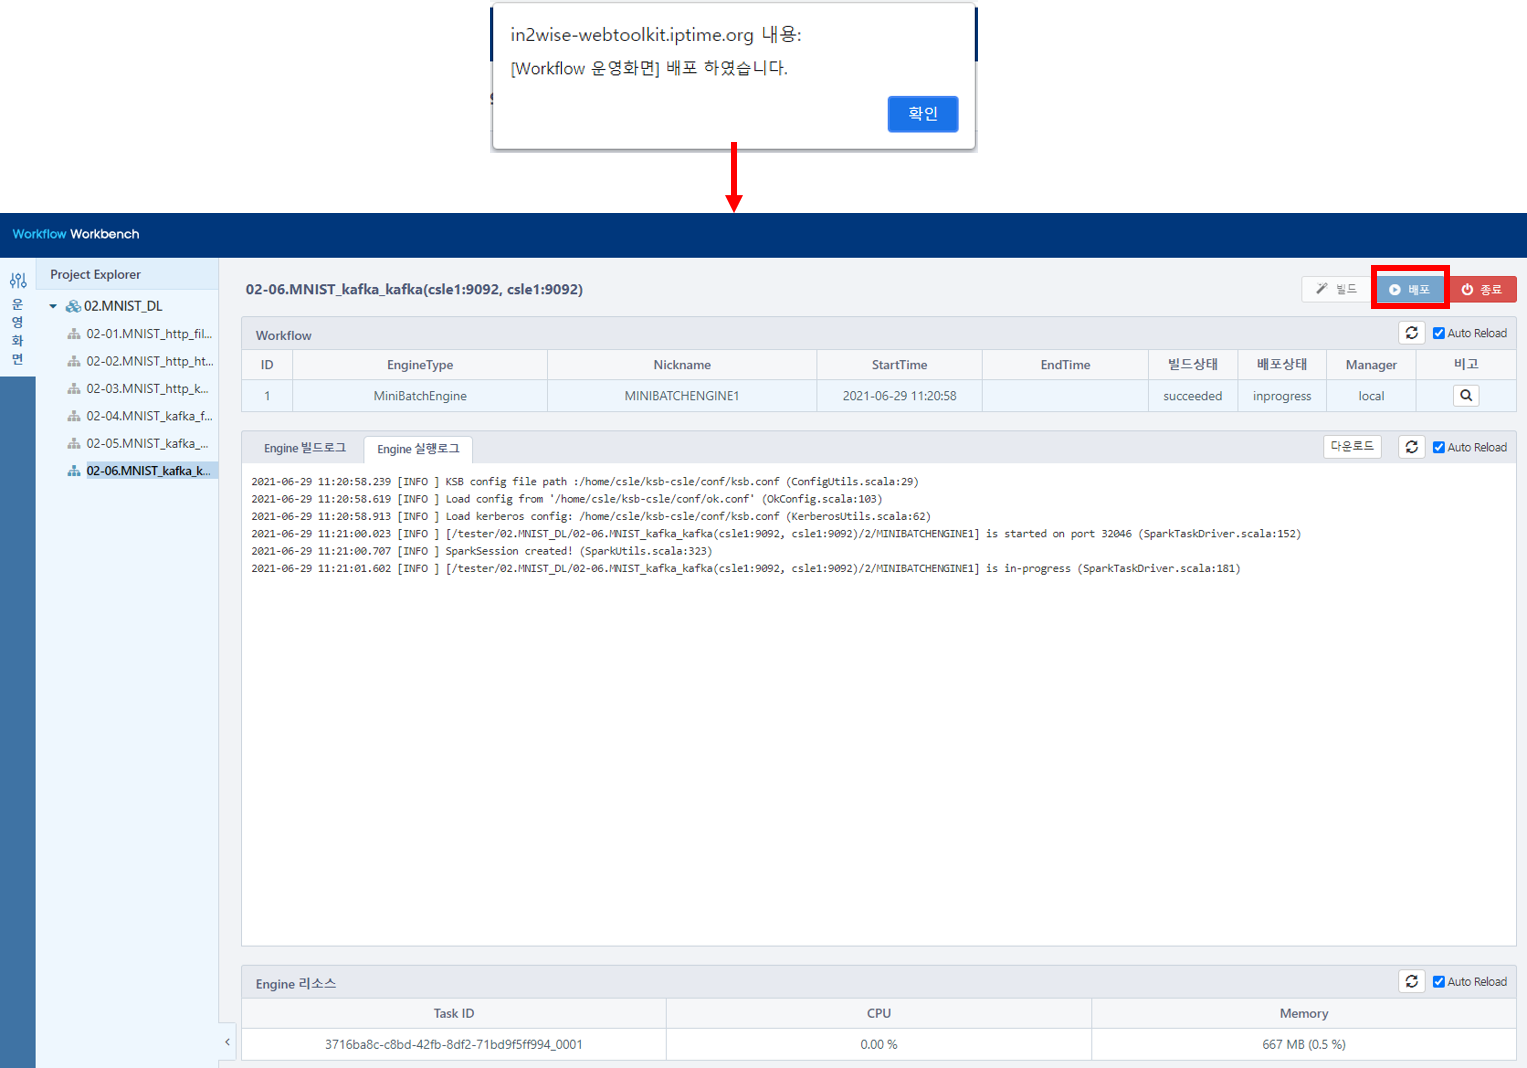 in2wise-webtoolkit.iptime.org 내용:
[Workflow 운영화면] 배포 하였습니다.
확인
Workflow Workbench
운영화면
Project Explorer
02.MNIST_DL
02-01.MNIST_http_fil...
02-02.MNIST_http_ht...
02-03.MNIST_http_k...
02-04.MNIST_kafka_f...
02-05.MNIST_kafka_...
02-06.MNIST_kafka_k...
02-06.MNIST_kafka_kafka(csle1:9092, csle1:9092)
빌드 배포 종료
Workflow Auto Reload
ID EngineType Nickname StartTime EndTime 빌드상태 배포상태 Manager 비고
1 MiniBatchEngine MINIBATCHENGINE1 2021-06-29 11:20:58 succeeded inprogress local
Engine 빌드로그 Engine 실행로그 다운로드 Auto Reload
2021-06-29 11:20:58.239 [INFO ] KSB config file path :/home/csle/ksb-csle/conf/ksb.conf (ConfigUtils.scala:29)
2021-06-29 11:20:58.619 [INFO ] Load config from '/home/csle/ksb-csle/conf/ok.conf' (OkConfig.scala:103)
2021-06-29 11:20:58.913 [INFO ] Load kerberos config: /home/csle/ksb-csle/conf/ksb.conf (KerberosUtils.scala:62)
2021-06-29 11:21:00.023 [INFO ] [/tester/02.MNIST_DL/02-06.MNIST_kafka_kafka(csle1:9092, csle1:9092)/2/MINIBATCHENGINE1] is started on port 32046 (SparkTaskDriver.scala:152)
2021-06-29 11:21:00.707 [INFO ] SparkSession created! (SparkUtils.scala:323)
2021-06-29 11:21:01.602 [INFO ] [/tester/02.MNIST_DL/02-06.MNIST_kafka_kafka(csle1:9092, csle1:9092)/2/MINIBATCHENGINE1] is in-progress (SparkTaskDriver.scala:181)
Engine 리소스 Auto Reload
Task ID CPU Memory
3716ba8c-c8bd-42fb-8df2-71bd9f5ff994_0001 0.00 % 667 MB (0.5 %)